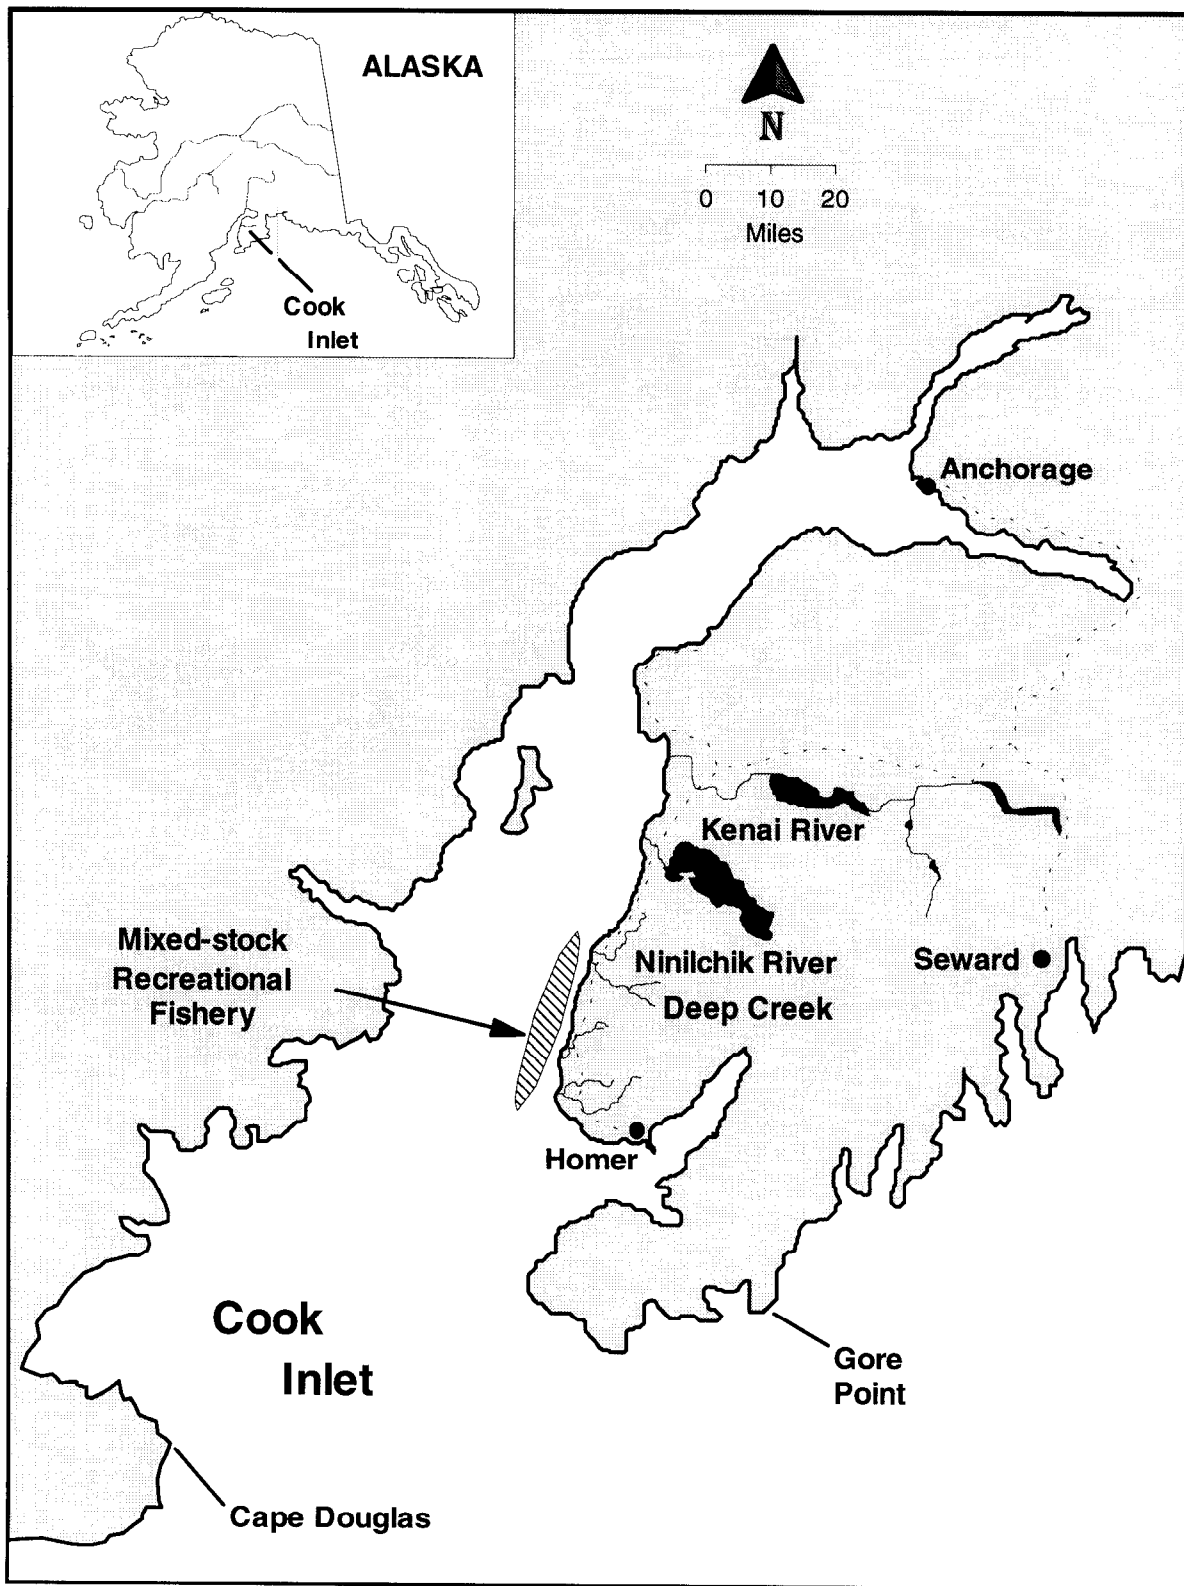 ALASKA
Cook
Inlet
N
0 10 20
Miles
Anchorage
Kenai River
Mixed-stock
Recreational
Fishery
Ninilchik River
Deep Creek
Seward
Homer
Cook
Inlet
Gore
Point
Cape Douglas